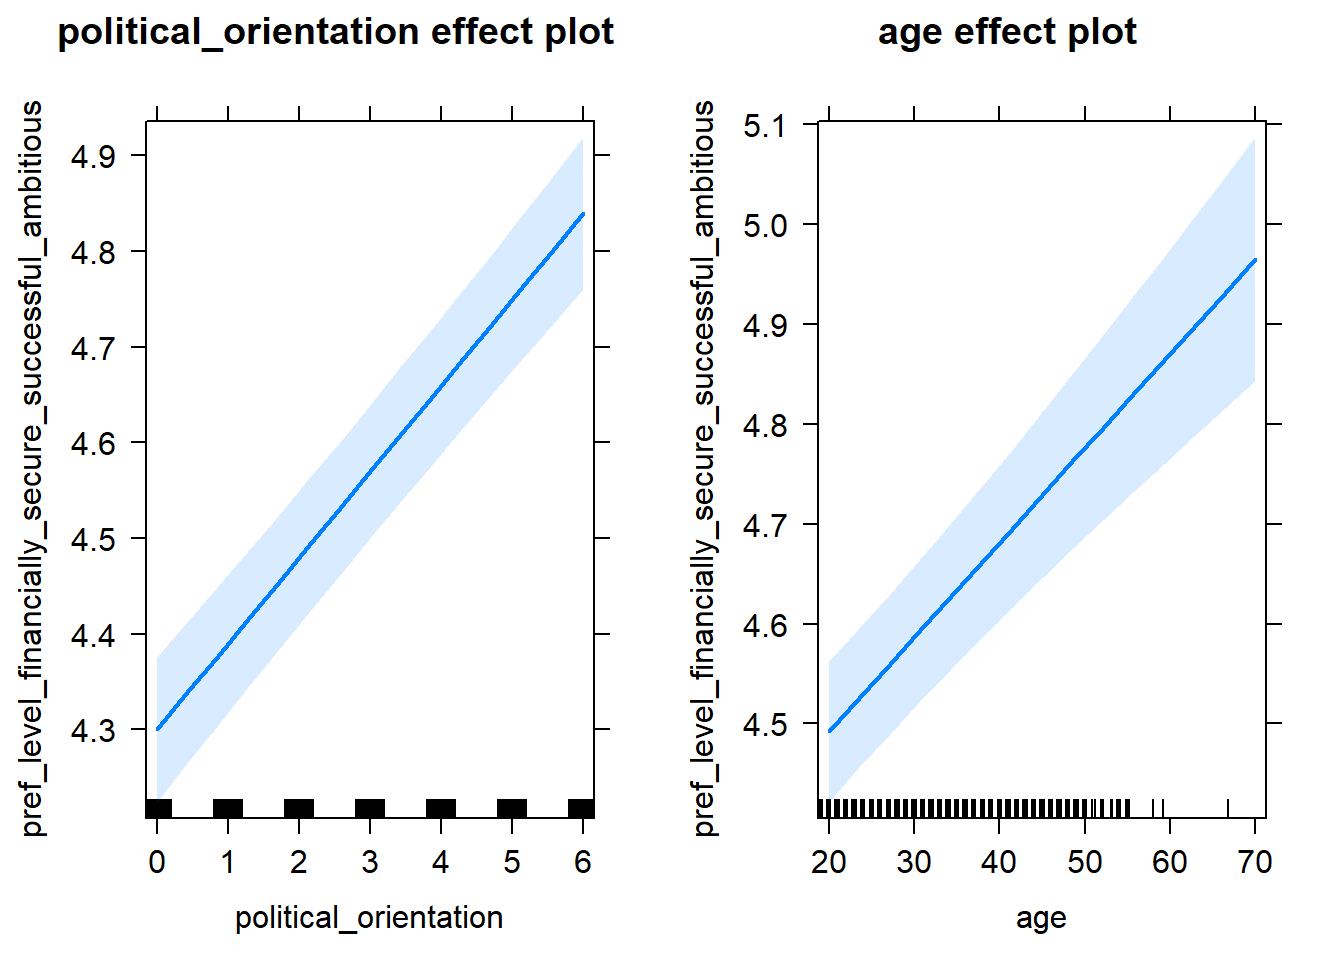 political_orientation effect plot
pref_level_financially_secure_successful_ambitious
4.9
4.8
4.7
4.6
4.5
4.4
4.3
0 1 2 3 4 5 6
political_orientation
age effect plot
pref_level_financially_secure_successful_ambitious
5.1
5.0
4.9
4.8
4.7
4.6
4.5
20 30 40 50 60 70
age